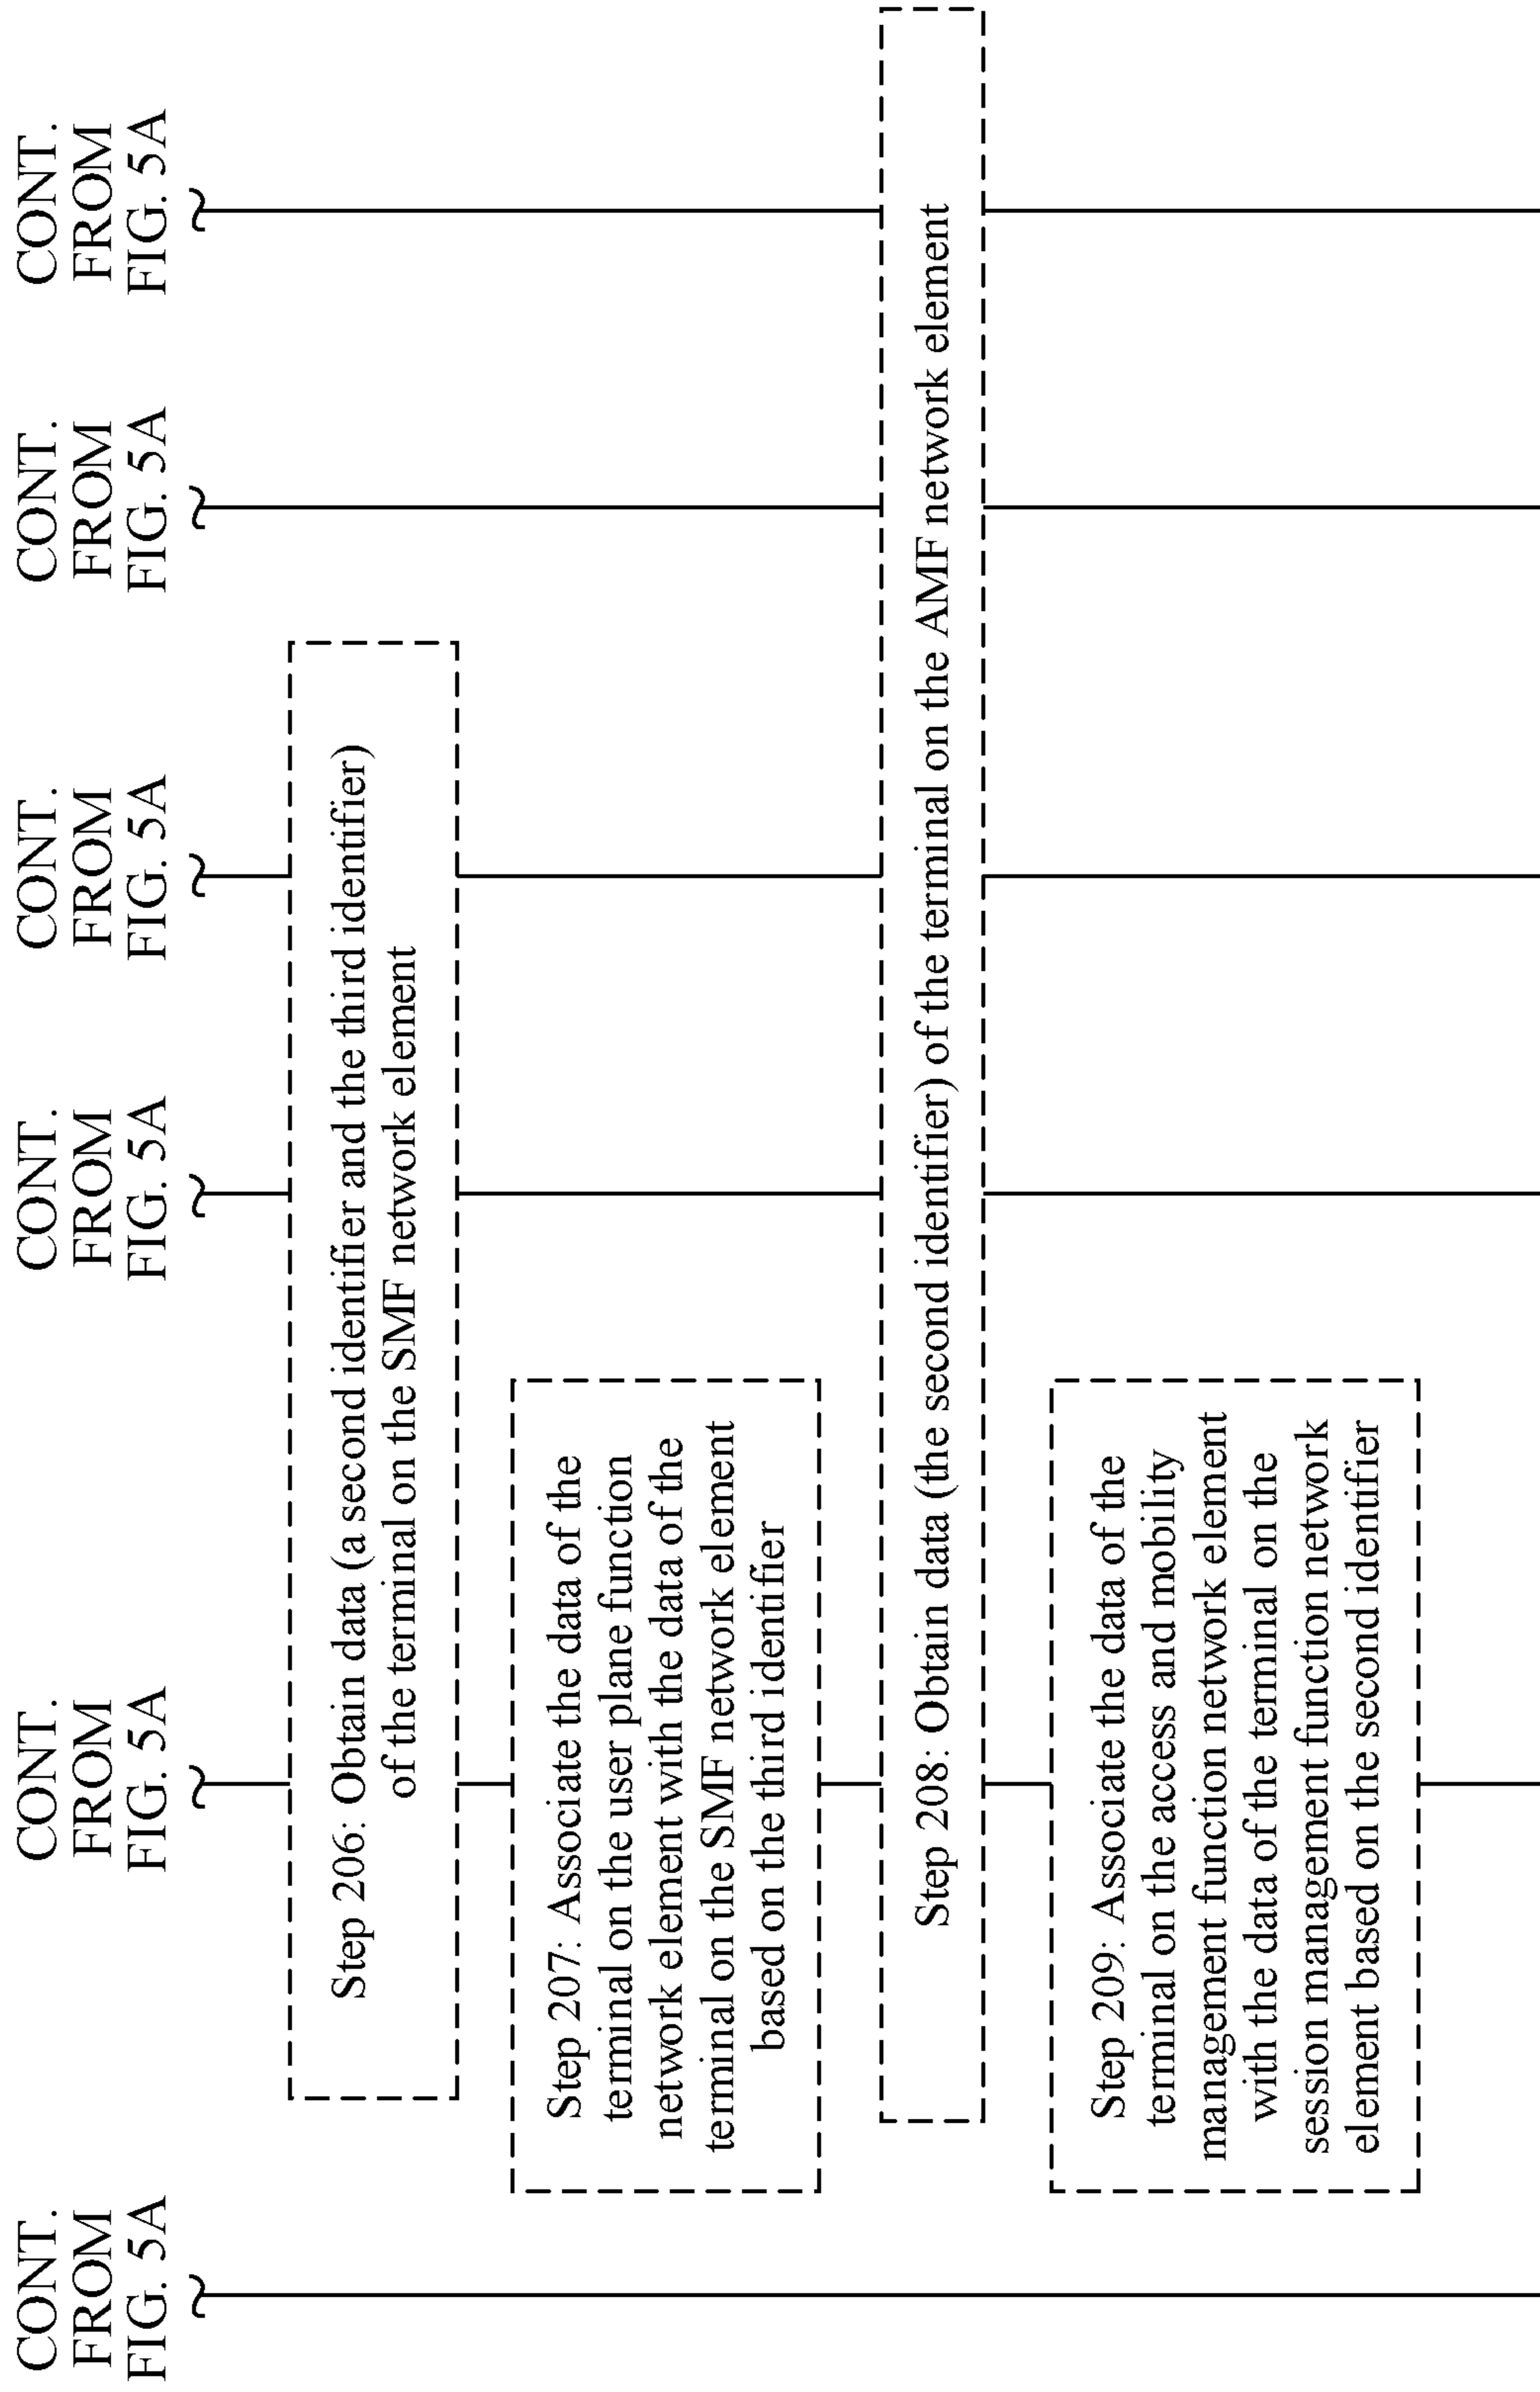 CONT.
FROM
FIG. 5A
CONT.
FROM
FIG. 5A
CONT.
FROM
FIG. 5A
CONT.
FROM
FIG. 5A
CONT.
FROM
FIG. 5A
CONT.
FROM
FIG. 5A
Step 206: Obtain data (a second identifier and the third identifier)
of the terminal on the SMF network element
Step 207: Associate the data of the
terminal on the user plane function
network element with the data of the
terminal on the SMF network element
based on the third identifier
Step 208: Obtain data (the second identifier) of the terminal on the AMF network element
Step 209: Associate the data of the
terminal on the access and mobility
management function network element
with the data of the terminal on the
session management function network
element based on the second identifier